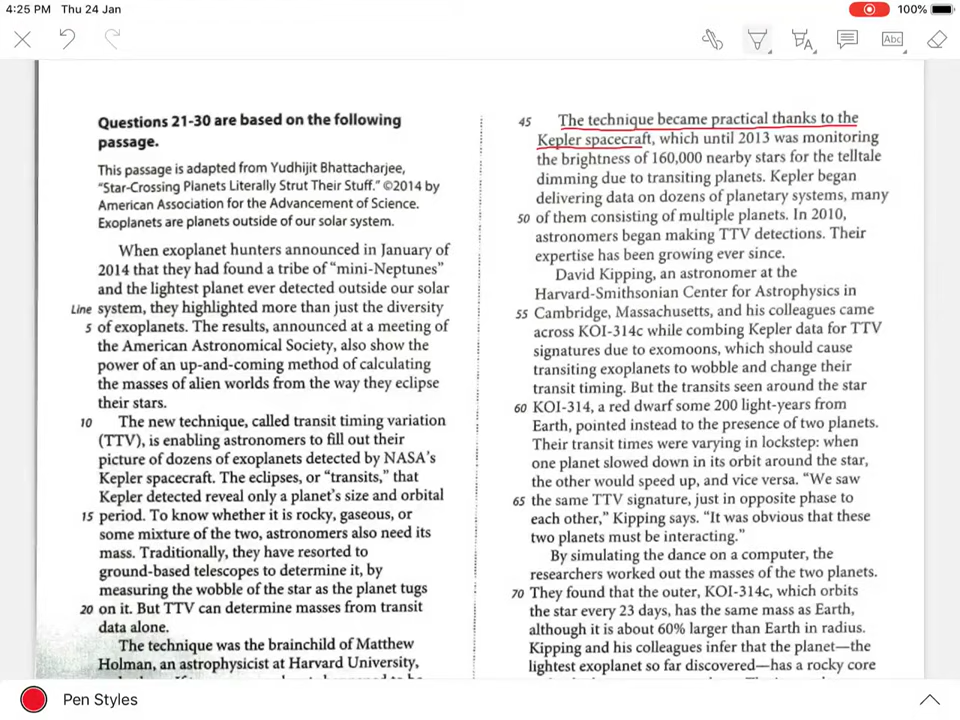 4:25 PM Thu 24 Jan
100%
Abc
Questions 21-30 are based on the following
passage.
This passage is adapted from Yudhijit Bhattacharjee,
“Star-Crossing Planets Literally Strut Their Stuff.” ©2014 by
American Association for the Advancement of Science.
Exoplanets are planets outside of our solar system.
When exoplanet hunters announced in January of
2014 that they had found a tribe of “mini-Neptunes”
and the lightest planet ever detected outside our solar
Line system, they highlighted more than just the diversity
5 of exoplanets. The results, announced at a meeting of
the American Astronomical Society, also show the
power of an up-and-coming method of calculating
the masses of alien worlds from the way they eclipse
their stars.
10 The new technique, called transit timing variation
(TTV), is enabling astronomers to fill out their
picture of dozens of exoplanets detected by NASA’s
Kepler spacecraft. The eclipses, or “transits,” that
Kepler detected reveal only a planet’s size and orbital
15 period. To know whether it is rocky, gaseous, or
some mixture of the two, astronomers also need its
mass. Traditionally, they have resorted to
ground-based telescopes to determine it, by
measuring the wobble of the star as the planet tugs
20 on it. But TTV can determine masses from transit
data alone.
The technique was the brainchild of Matthew
Holman, an astrophysicist at Harvard University,
45 The technique became practical thanks to the
Kepler spacecraft, which until 2013 was monitoring
the brightness of 160,000 nearby stars for the telltale
dimming due to transiting planets. Kepler began
delivering data on dozens of planetary systems, many
50 of them consisting of multiple planets. In 2010,
astronomers began making TTV detections. Their
expertise has been growing ever since.
David Kipping, an astronomer at the
Harvard-Smithsonian Center for Astrophysics in
55 Cambridge, Massachusetts, and his colleagues came
across KOI-314c while combing Kepler data for TTV
signatures due to exomoons, which should cause
transiting exoplanets to wobble and change their
transit timing. But the transits seen around the star
60 KOI-314, a red dwarf some 200 light-years from
Earth, pointed instead to the presence of two planets.
Their transit times were varying in lockstep: when
one planet slowed down in its orbit around the star,
the other would speed up, and vice versa. “We saw
65 the same TTV signature, just in opposite phase to
each other,” Kipping says. “It was obvious that these
two planets must be interacting.”
By simulating the dance on a computer, the
researchers worked out the masses of the two planets.
70 They found that the outer, KOI-314c, which orbits
the star every 23 days, has the same mass as Earth,
although it is about 60% larger than Earth in radius.
Kipping and his colleagues infer that the planet—the
lightest exoplanet so far discovered—has a rocky core
Pen Styles